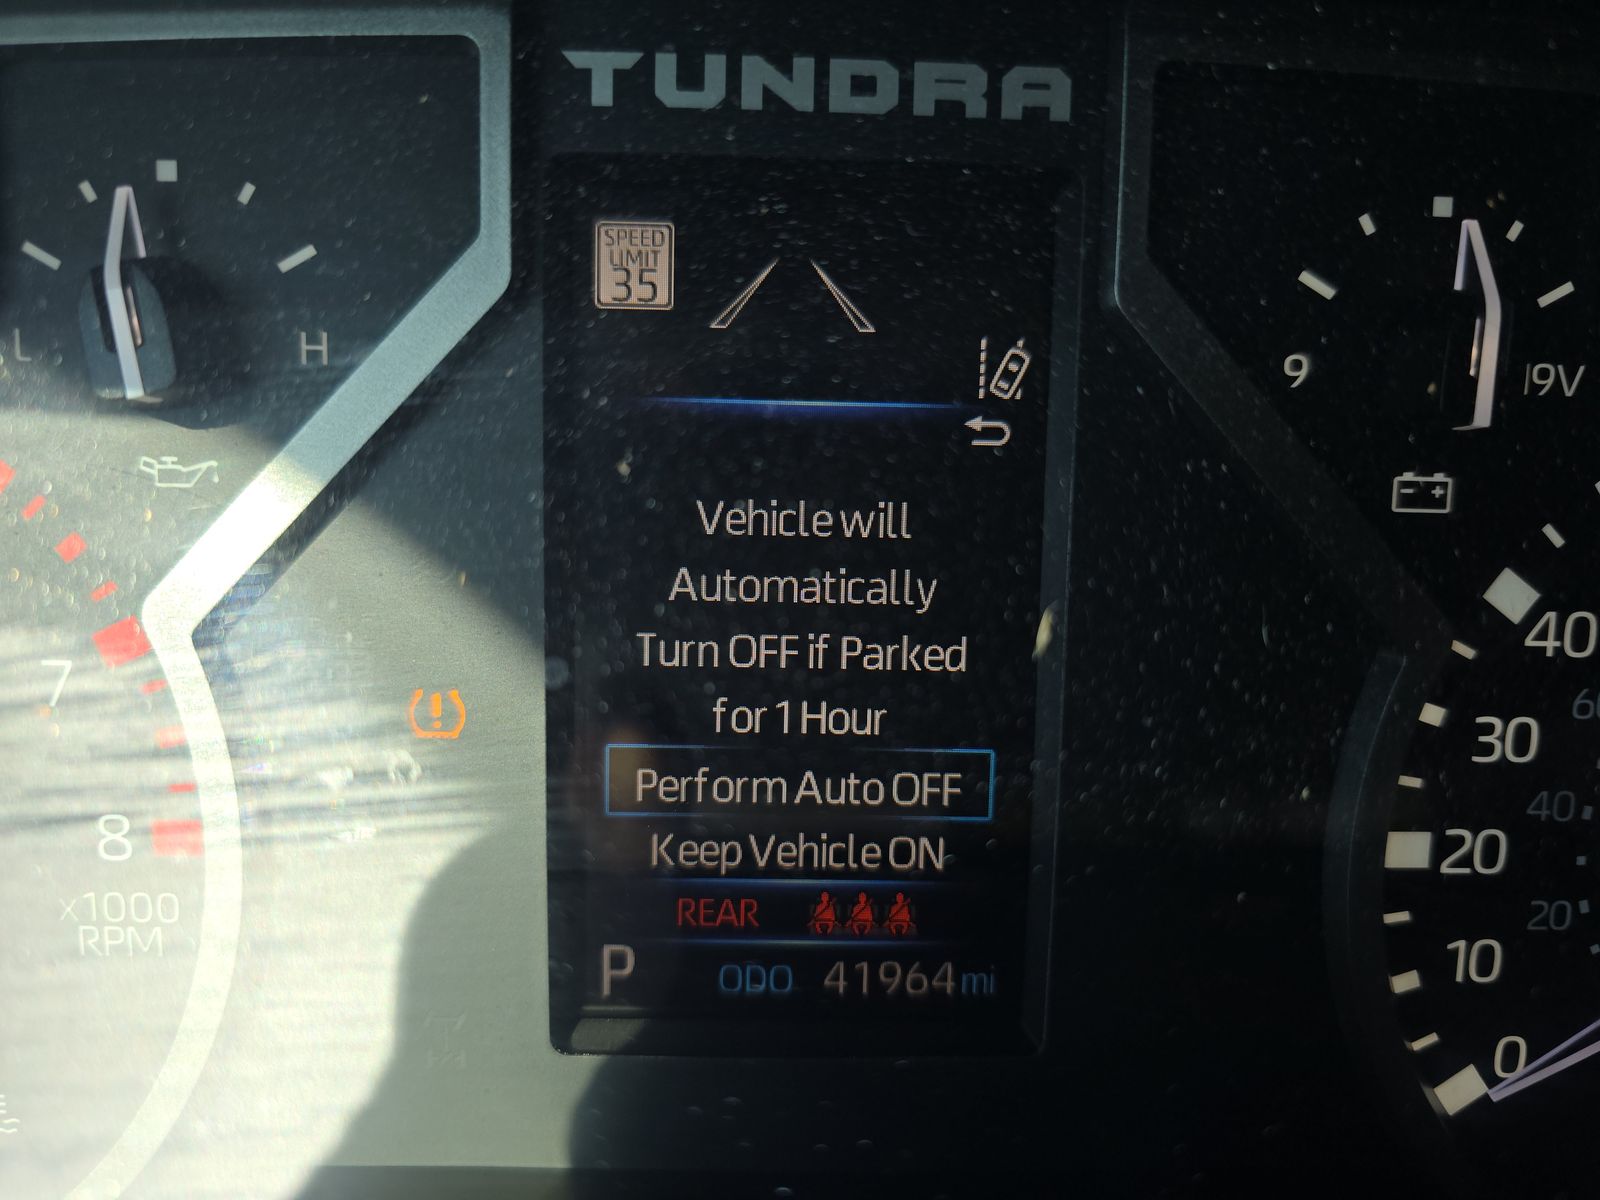 TUNDRA
SPEED
LIMIT
35
L
H
9
19V
Vehicle will
Automatically
Turn OFF if Parked
for 1 Hour
Perform Auto OFF
Keep Vehicle ON
REAR
P
ODO 41964 mi
7
8
x1000
RPM
40
30
20
10
0
60
40
20